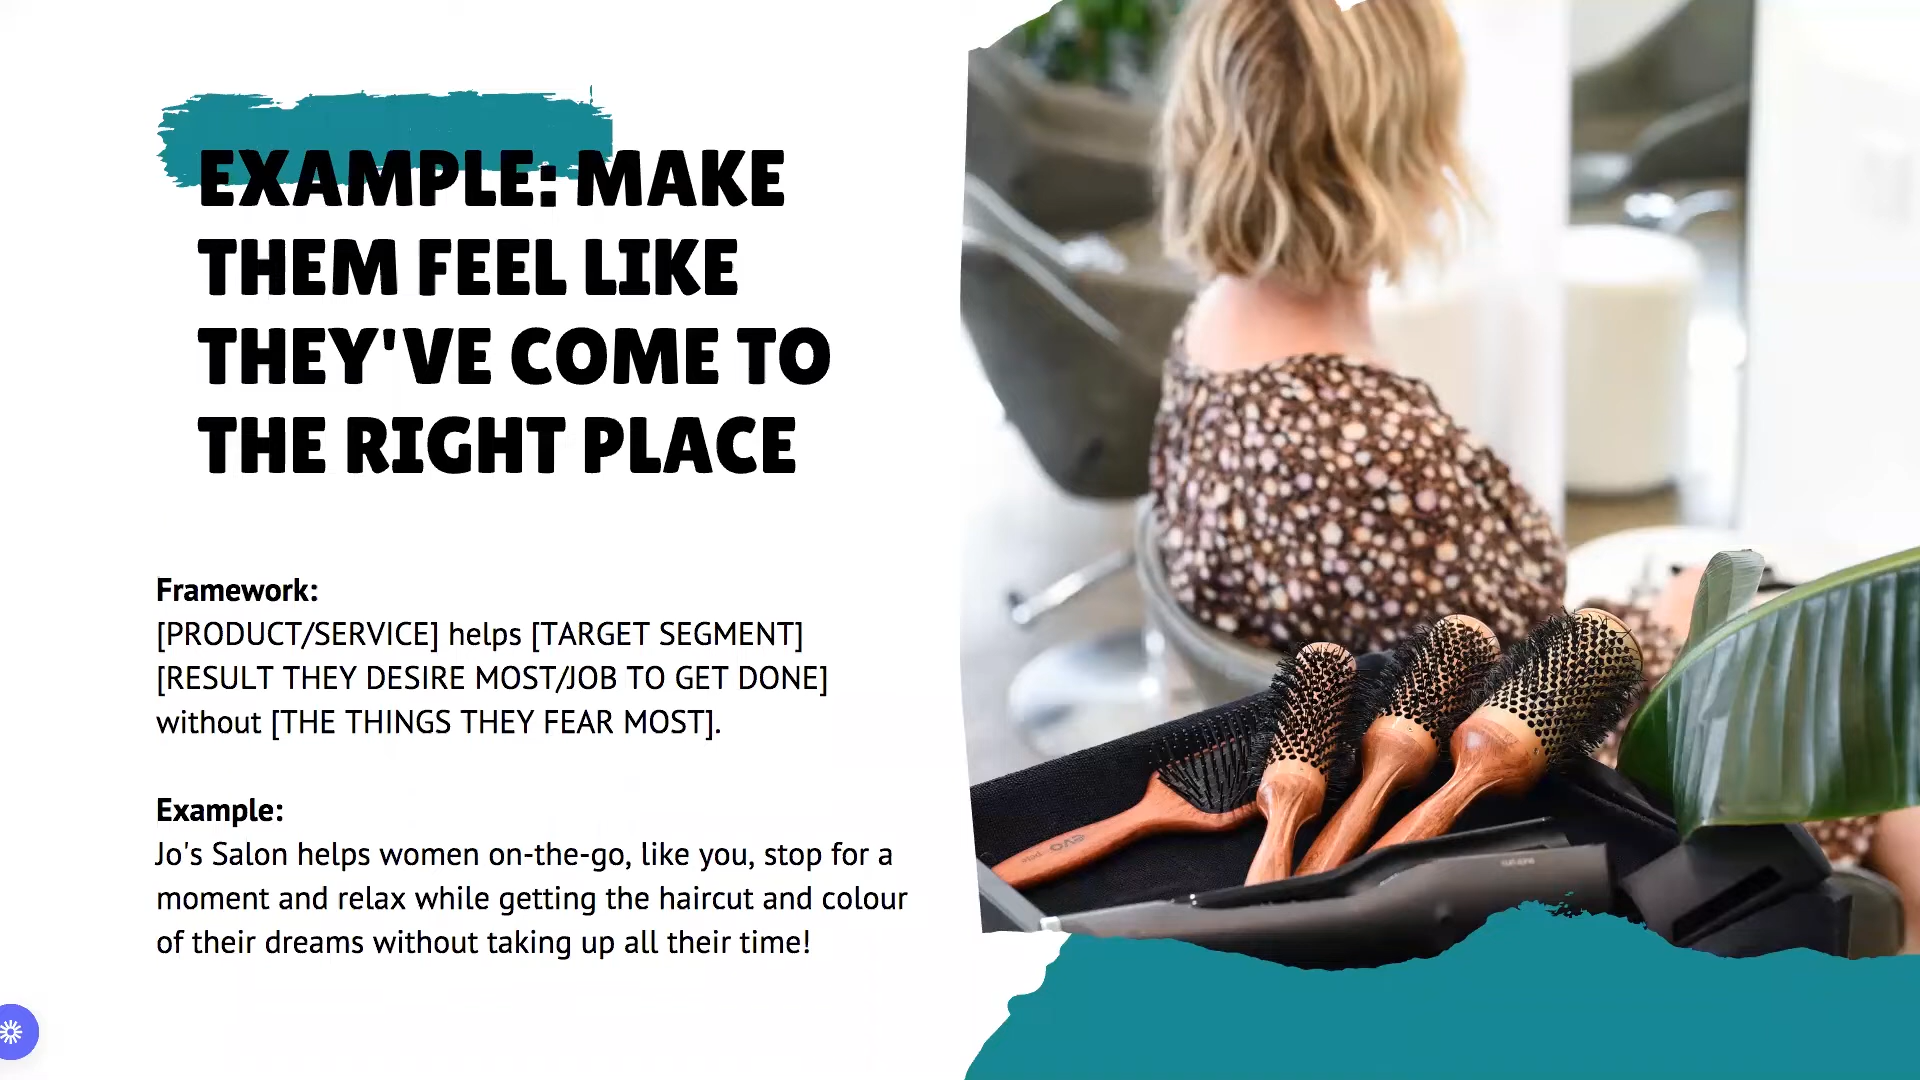 EXAMPLE: MAKE
THEM FEEL LIKE
THEY'VE COME TO
THE RIGHT PLACE
Framework:
[PRODUCT/SERVICE] helps [TARGET SEGMENT]
[RESULT THEY DESIRE MOST/JOB TO GET DONE]
without [THE THINGS THEY FEAR MOST].
Example:
Jo's Salon helps women on-the-go, like you, stop for a
moment and relax while getting the haircut and colour
of their dreams without taking up all their time!
evo